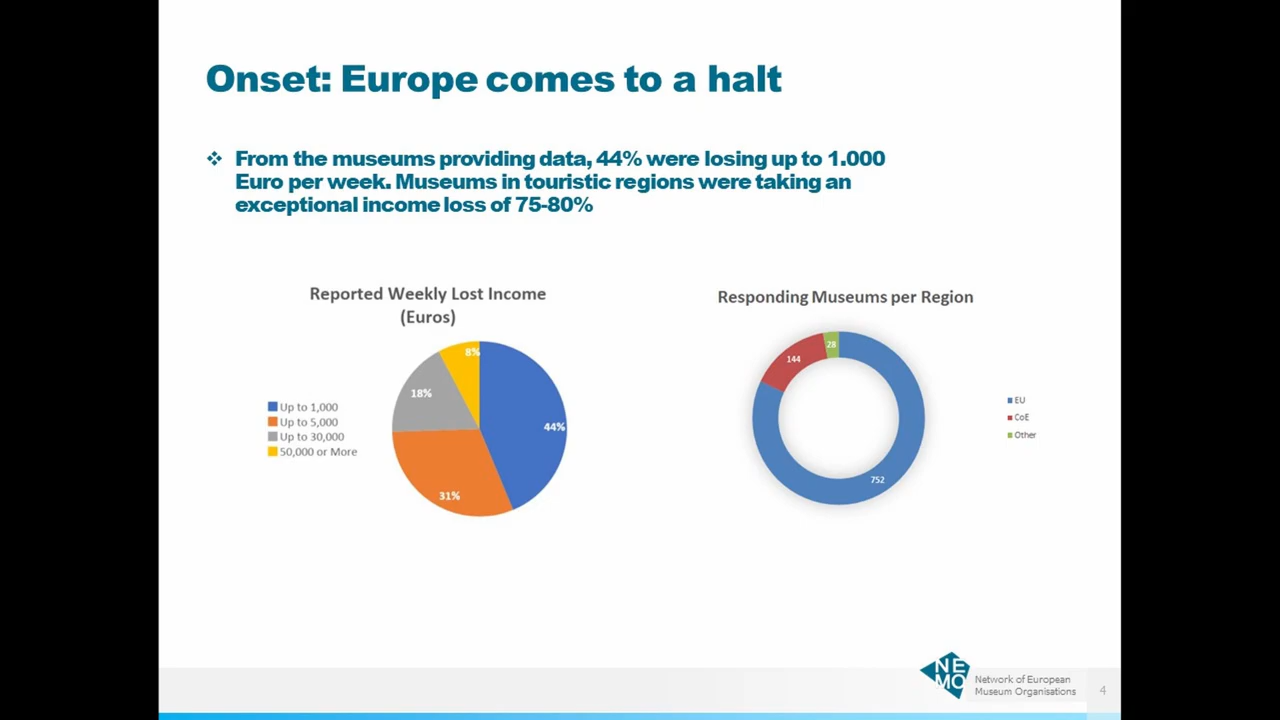 Onset: Europe comes to a halt
❖ From the museums providing data, 44% were losing up to 1.000
Euro per week. Museums in touristic regions were taking an
exceptional income loss of 75-80%
Reported Weekly Lost Income
(Euros)
Up to 1,000
Up to 5,000
Up to 30,000
50,000 or More
8%
18%
44%
31%
Responding Museums per Region
28
144
752
EU
CoE
Other
NE
MO
Network of European
Museum Organisations
4